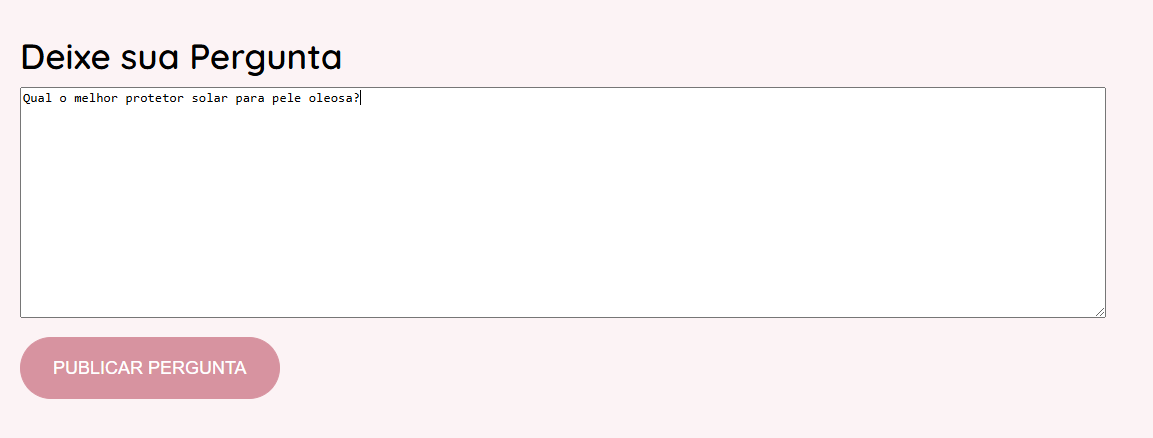 Deixe sua Pergunta
Qual o melhor protetor solar para pele oleosa?
PUBLICAR PERGUNTA